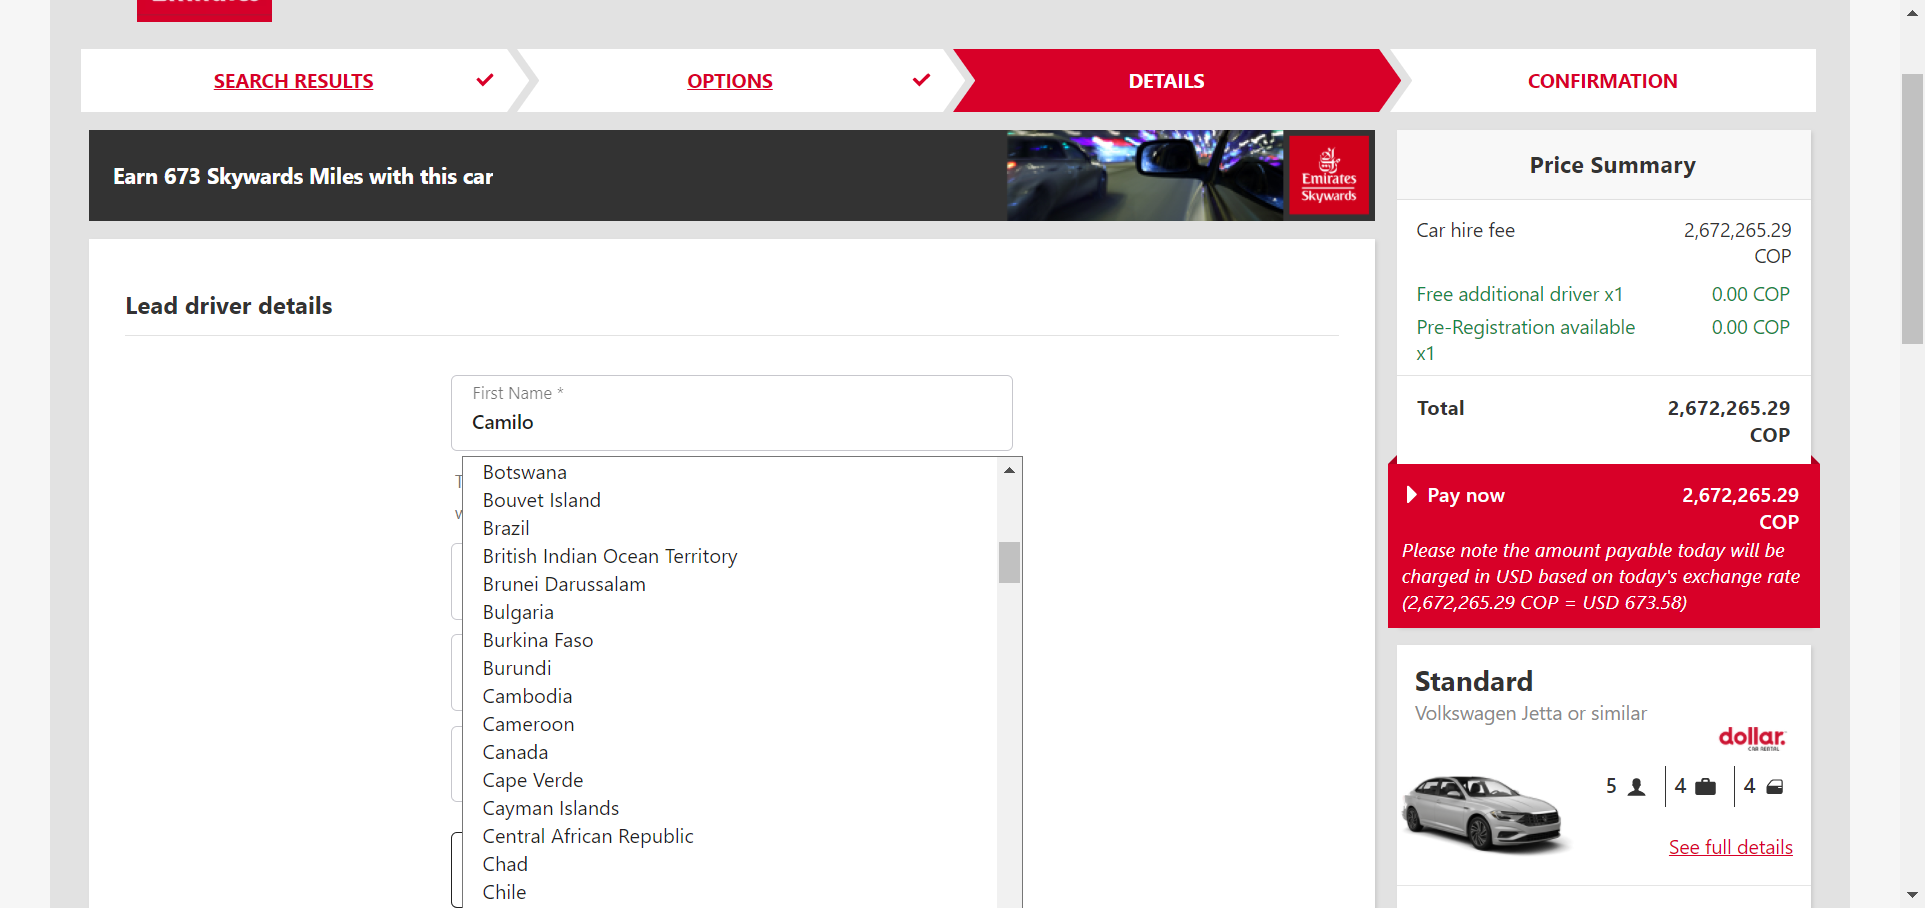 SEARCH RESULTS
OPTIONS
DETAILS
CONFIRMATION
Earn 673 Skywards Miles with this car
Emirates
Skywards
Lead driver details
First Name *
Camilo
Botswana
Bouvet Island
Brazil
British Indian Ocean Territory
Brunei Darussalam
Bulgaria
Burkina Faso
Burundi
Cambodia
Cameroon
Canada
Cape Verde
Cayman Islands
Central African Republic
Chad
Chile
Price Summary
Car hire fee 2,672,265.29
COP
Free additional driver x1 0.00 COP
Pre-Registration available 0.00 COP
x1
Total 2,672,265.29
COP
Pay now 2,672,265.29
COP
Please note the amount payable today will be
charged in USD based on today's exchange rate
(2,672,265.29 COP = USD 673.58)
Standard
Volkswagen Jetta or similar
dollar.
CAR RENTAL
5 4 4
See full details